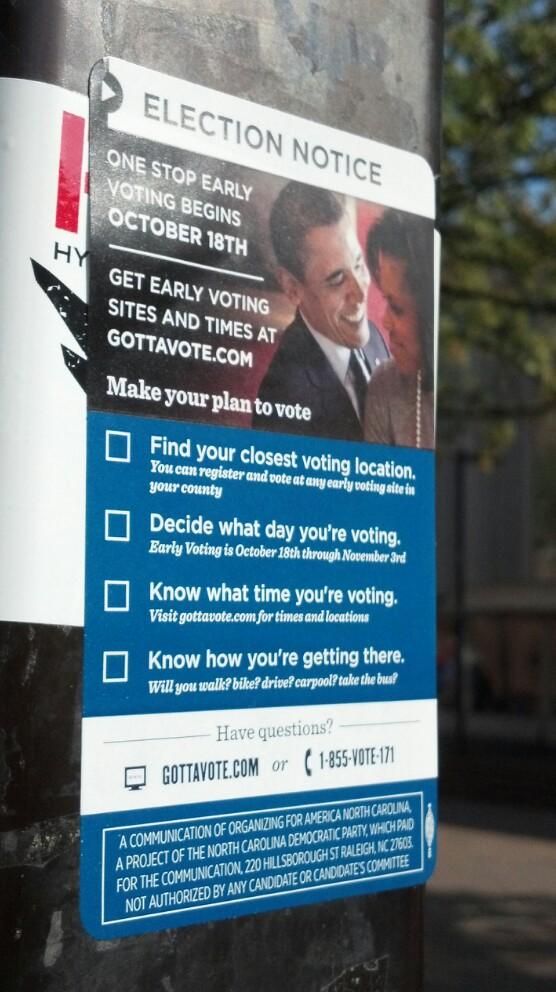 ELECTION NOTICE
ONE STOP EARLY
VOTING BEGINS
OCTOBER 18TH
GET EARLY VOTING
SITES AND TIMES AT
GOTTAVOTE.COM
Make your plan to vote
Find your closest voting location.
You can register and vote at any early voting site in
your county
Decide what day you're voting.
Early Voting is October 18th through November 3rd
Know what time you're voting.
Visit gottavote.com for times and locations
Know how you're getting there.
Will you walk? bike? drive? carpool? take the bus?
Have questions?
GOTTAVOTE.COM or 1-855-VOTE-171
A COMMUNICATION OF ORGANIZING FOR AMERICA NORTH CAROLINA,
A PROJECT OF THE NORTH CAROLINA DEMOCRATIC PARTY, WHICH PAID
FOR THE COMMUNICATION, 220 HILLSBOROUGH ST RALEIGH, NC 27603.
NOT AUTHORIZED BY ANY CANDIDATE OR CANDIDATE'S COMMITTEE
HY